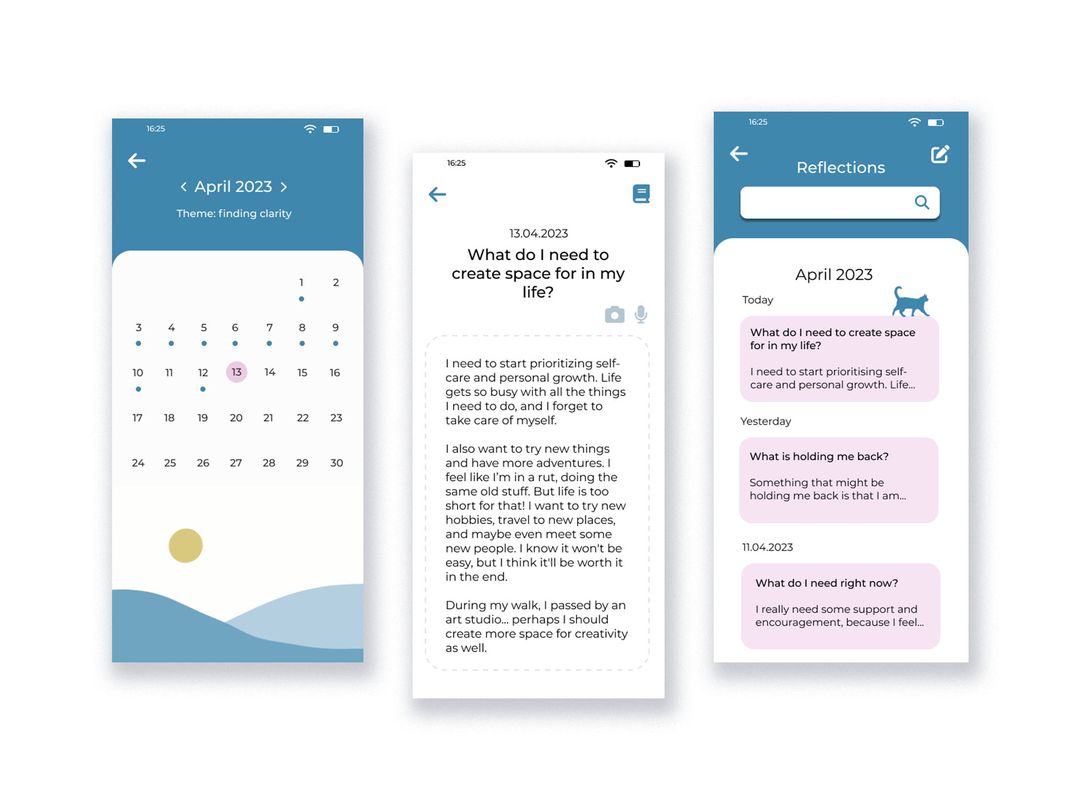 16:25
April 2023
Theme: finding clarity
1 2
3 4 5 6 7 8 9
10 11 12 13 14 15 16
17 18 19 20 21 22 23
24 25 26 27 28 29 30
16:25
13.04.2023
What do I need to
create space for in my
life?
I need to start prioritizing self-
care and personal growth. Life
gets so busy with all the things
I need to do, and I forget to
take care of myself.
I also want to try new things
and have more adventures. I
feel like I'm in a rut, doing the
same old stuff. But life is too
short for that! I want to try new
hobbies, travel to new places,
and maybe even meet some
new people. I know it won't be
easy, but I think it'll be worth it
in the end.
During my walk, I passed by an
art studio... perhaps I should
create more space for creativity
as well.
16:25
Reflections
April 2023
Today
What do I need to create space
for in my life?
I need to start prioritising self-
care and personal growth. Life...
Yesterday
What is holding me back?
Something that might be
holding me back is that I am...
11.04.2023
What do I need right now?
I really need some support and
encouragement, because I feel...